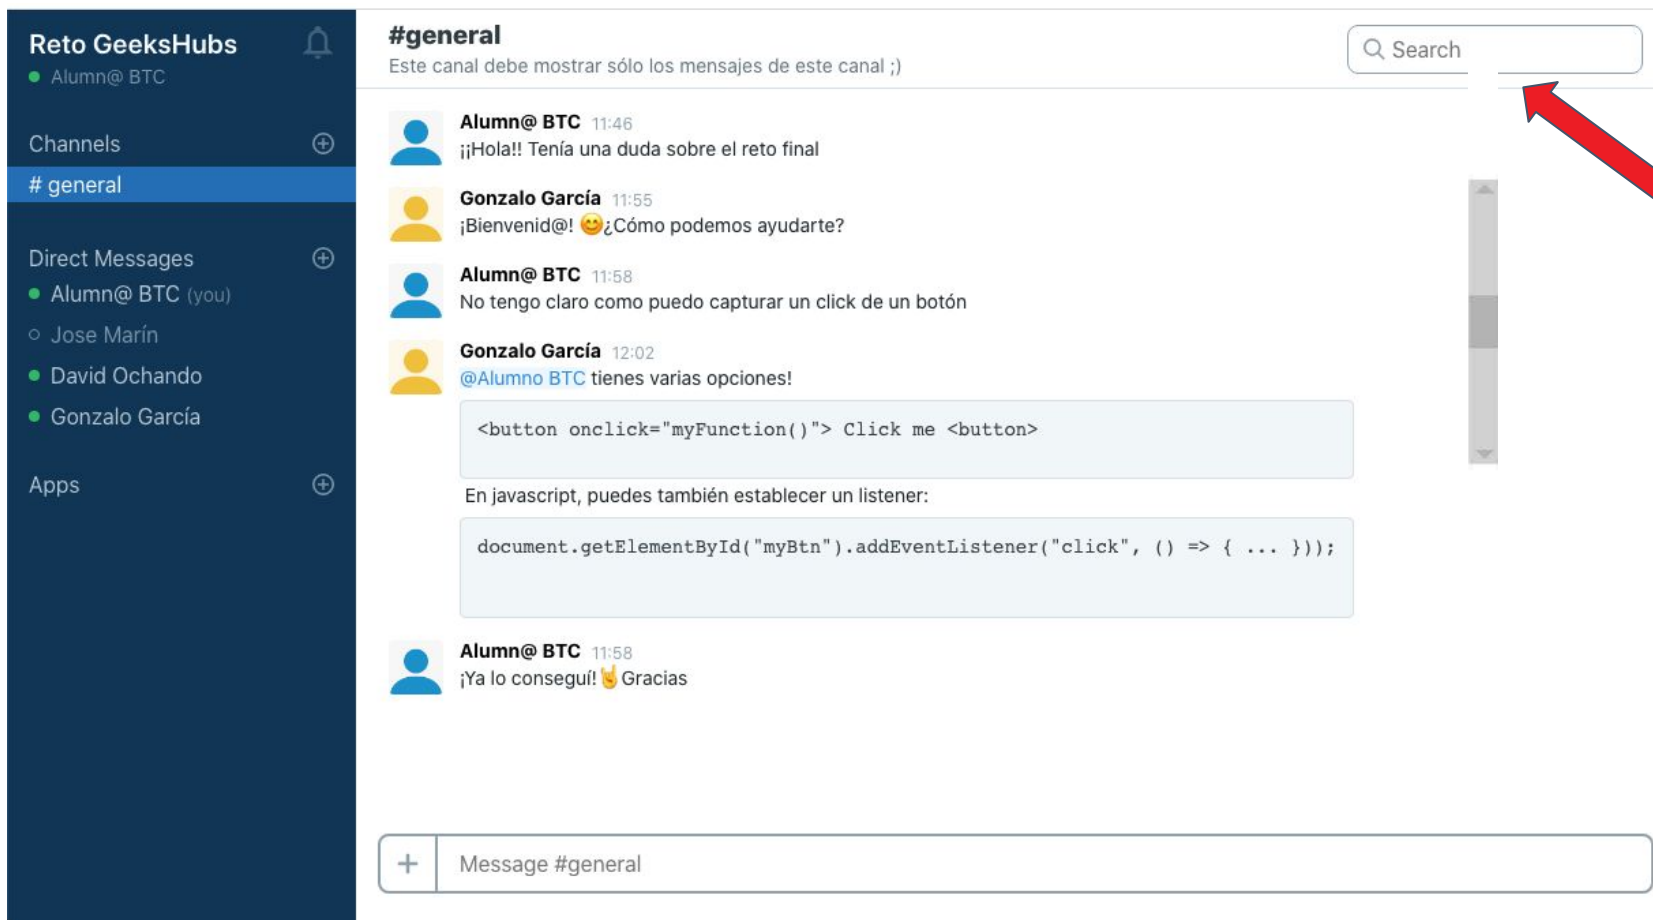 Reto GeeksHubs
Alumn@ BTC
Channels
# general
Direct Messages
Alumn@ BTC (you)
Jose Marín
David Ochando
Gonzalo García
Apps
#general
Este canal debe mostrar sólo los mensajes de este canal ;)
Search
Alumn@ BTC 11:46
¡¡Hola!! Tenía una duda sobre el reto final
Gonzalo García 11:55
¡Bienvenid@! 😊¿Cómo podemos ayudarte?
Alumn@ BTC 11:58
No tengo claro como puedo capturar un click de un botón
Gonzalo García 12:02
@Alumno BTC tienes varias opciones!
<button onclick="myFunction()"> Click me <button>
En javascript, puedes también establecer un listener:
document.getElementById("myBtn").addEventListener("click", () => { ... }));
Alumn@ BTC 11:58
¡Ya lo conseguí!🤘Gracias
+ Message #general